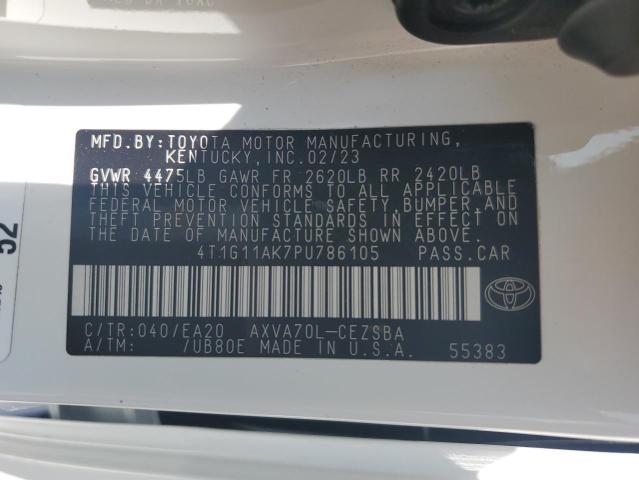 MFD.BY:TOYOTA MOTOR MANUFACTURING,
KENTUCKY,INC.02/23
GVWR 4475LB GAWR FR 2620LB RR 2420LB
THIS VEHICLE CONFORMS TO ALL APPLICABLE
FEDERAL MOTOR VEHICLE SAFETY, BUMPER AND
THEFT PREVENTION STANDARDS IN EFFECT ON
THE DATE OF MANUFACTURE SHOWN ABOVE.
4T1G11AK7PU786105 PASS.CAR
C/TR:040/EA20 AXVA70L-CEZSBA
A/TM: /UB80E MADE IN U.S.A.
55383
52